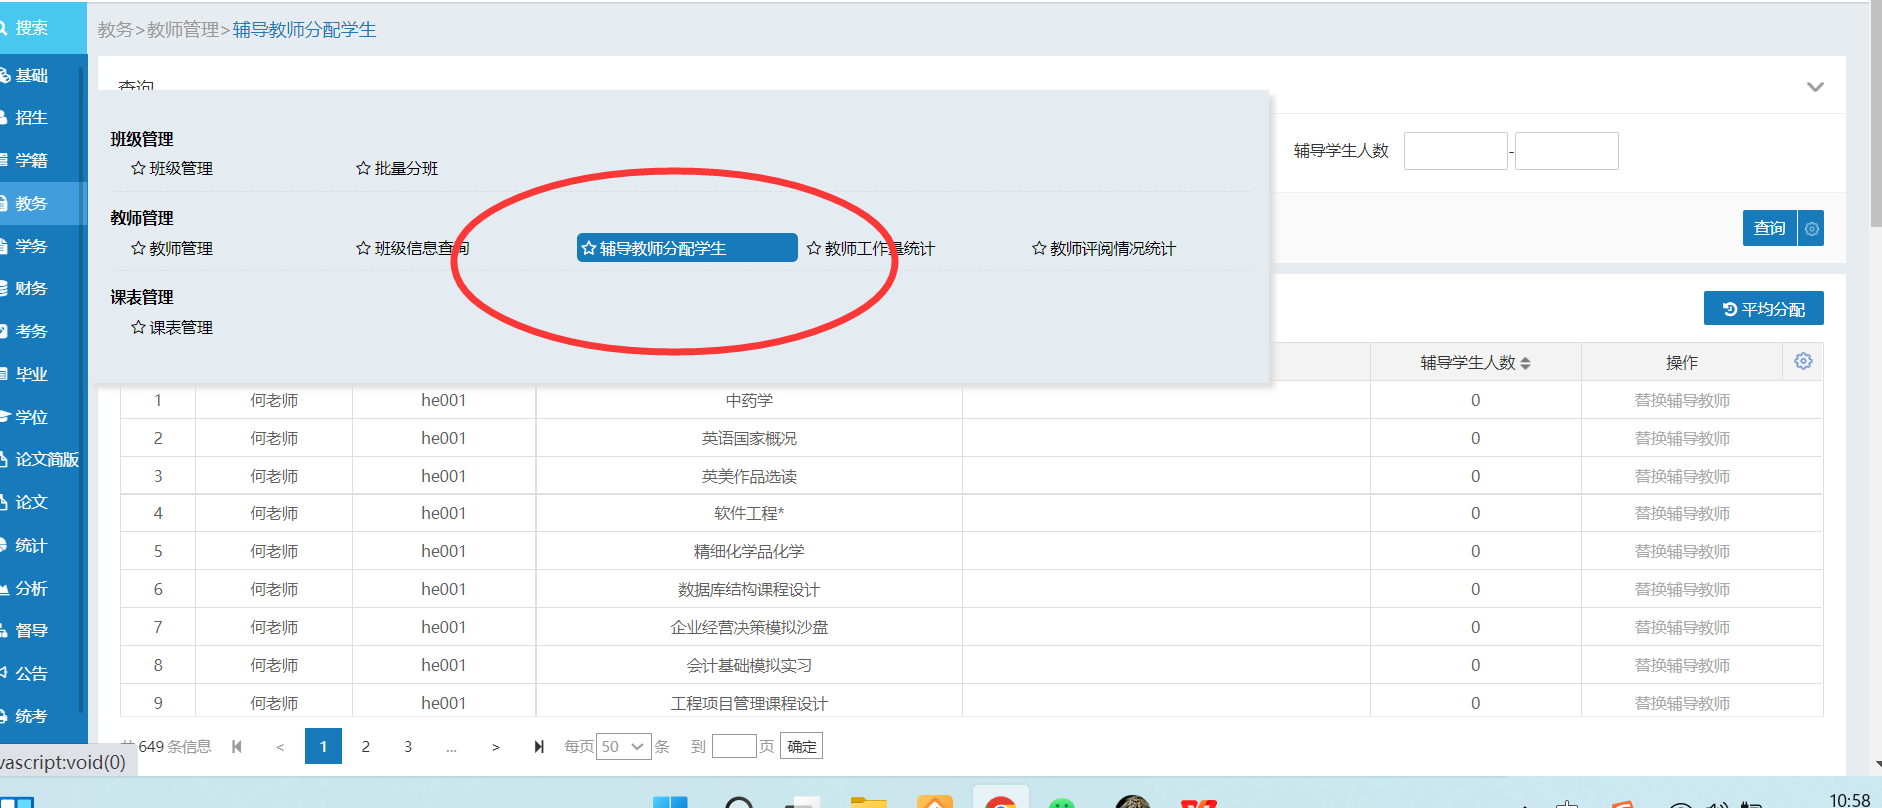 搜索
教务>教师管理>辅导教师分配学生
基础
招生
学籍
教务
学务
财务
考务
毕业
学位
论文简版
论文
统计
分析
督导
公告
统考
查询
班级管理
班级管理 批量分班
教师管理
教师管理 班级信息查询 辅导教师分配学生 教师工作量统计 教师评阅情况统计
课表管理
课表管理
辅导学生人数 -
查询
平均分配
辅导学生人数 操作
1 何老师 he001 中药学 0 替换辅导教师
2 何老师 he001 英语国家概况 0 替换辅导教师
3 何老师 he001 英美作品选读 0 替换辅导教师
4 何老师 he001 软件工程* 0 替换辅导教师
5 何老师 he001 精细化学品化学 0 替换辅导教师
6 何老师 he001 数据库结构课程设计 0 替换辅导教师
7 何老师 he001 企业经营决策模拟沙盘 0 替换辅导教师
8 何老师 he001 会计基础模拟实习 0 替换辅导教师
9 何老师 he001 工程项目管理课程设计 0 替换辅导教师
共 649 条信息 < 1 2 3 ... > 每页 50 条 到 页 确定
vascript:void(0)
10:58